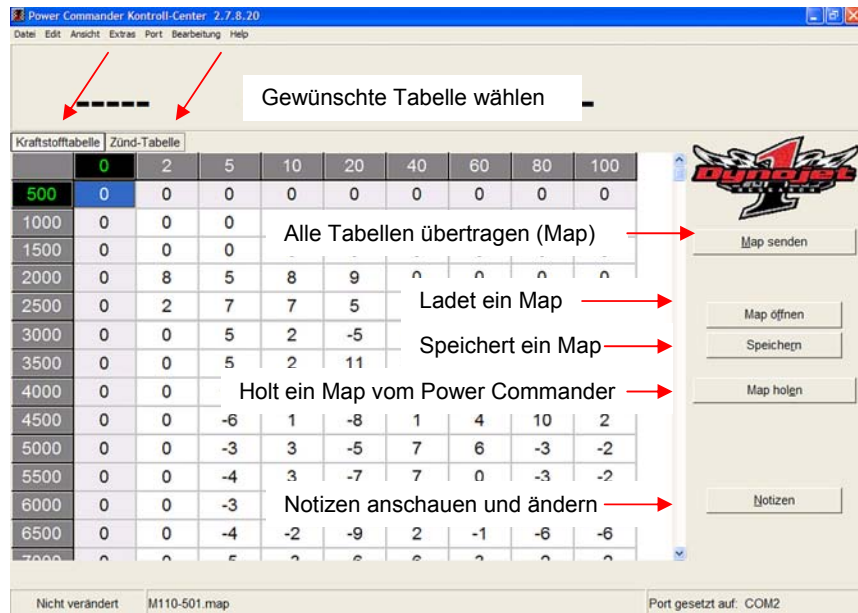 Power Commander Kontroll-Center 2.7.8.20
Datei Edit Ansicht Extras Port Bearbeitung Help
Gewünschte Tabelle wählen
Kraftstofftabelle Zünd-Tabelle
0 2 5 10 20 40 60 80 100
500 0 0 0 0 0 0 0 0 0
1000 0 0 0
Alle Tabellen übertragen (Map)
Map senden
1500 0 0 0
2000 0 8 5 8 9 0 0 0 0
2500 0 2 7 7 5
Ladet ein Map
Map öffnen
3000 0 0 5 2 -5
Speichert ein Map
Speichern
3500 0 0 5 2 11
4000 0 0
Holt ein Map vom Power Commander
Map holen
4500 0 0 -6 1 -8 1 4 10 2
5000 0 0 -3 3 -5 7 6 -3 -2
5500 0 0 -4 3 -7 7 0 -3 -2
6000 0 0 -3
Notizen anschauen und ändern
Notizen
6500 0 0 -4 -2 -9 2 -1 -6 -6
Dynojet
Nicht verändert M110-501.map Port gesetzt auf: COM2